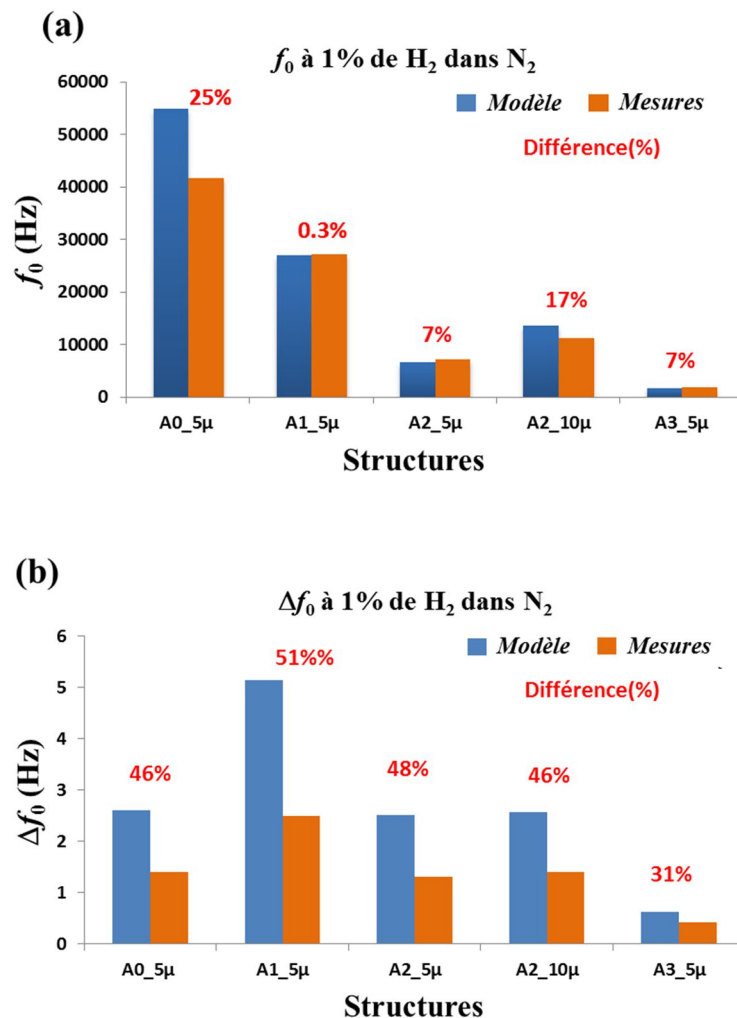 (a)
f₀ à 1% de H₂ dans N₂
Modèle Mesures
Différence(%)
f₀ (Hz)
60000
50000
40000
30000
20000
10000
0
25%
0.3%
7%
17%
7%
A0_5µ A1_5µ A2_5µ A2_10µ A3_5µ
Structures
(b)
Δf₀ à 1% de H₂ dans N₂
Modèle Mesures
Différence(%)
Δf₀ (Hz)
6
5
4
3
2
1
0
46%
51%%
48%
46%
31%
A0_5µ A1_5µ A2_5µ A2_10µ A3_5µ
Structures